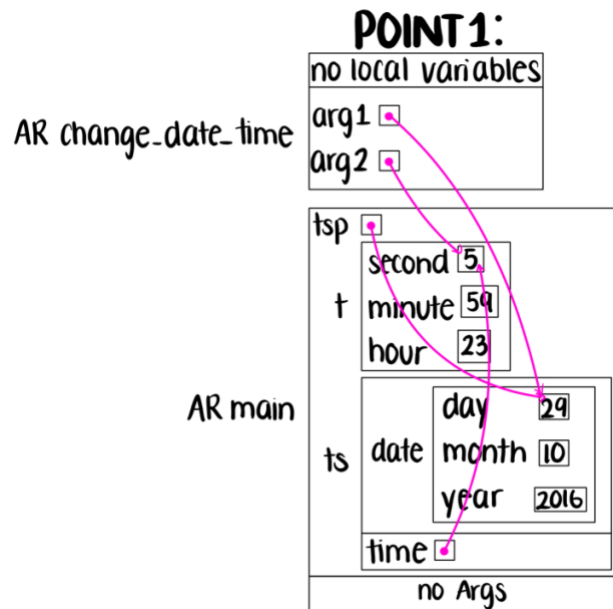 POINT 1:
no local variables
AR change_date_time
arg1
arg2
tsp
second 5
t
minute 59
hour 23
AR main
day 29
ts
date
month 10
year 2016
time
no Args